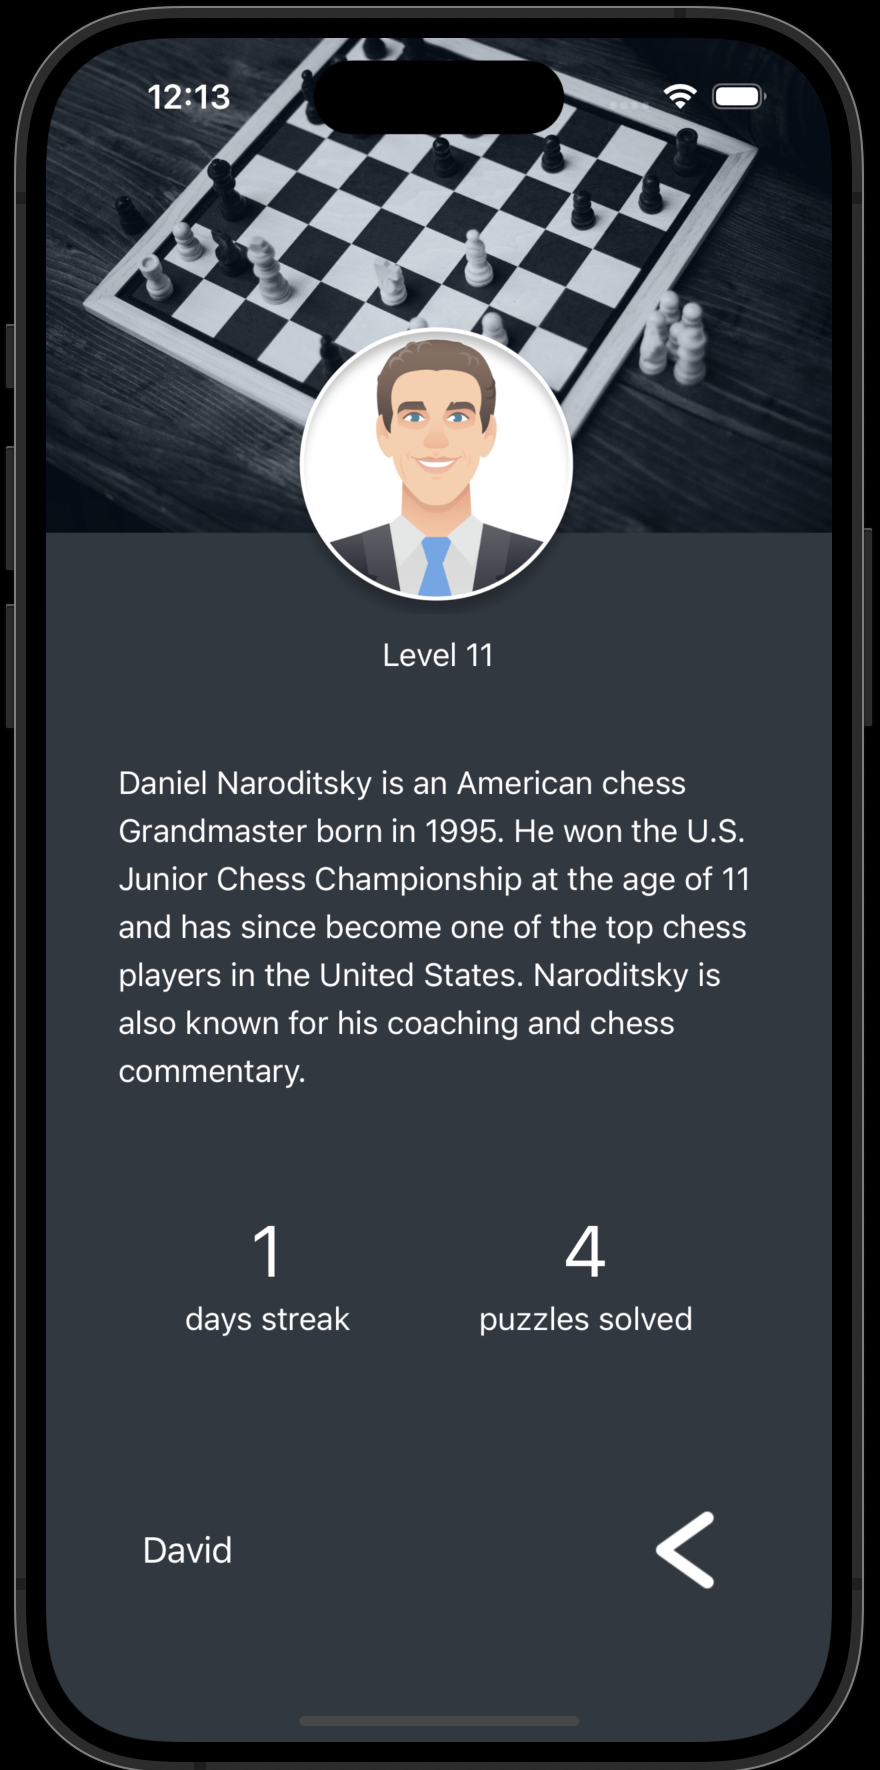 12:13
Level 11
Daniel Naroditsky is an American chess
Grandmaster born in 1995. He won the U.S.
Junior Chess Championship at the age of 11
and has since become one of the top chess
players in the United States. Naroditsky is
also known for his coaching and chess
commentary.
1 4
days streak puzzles solved
David